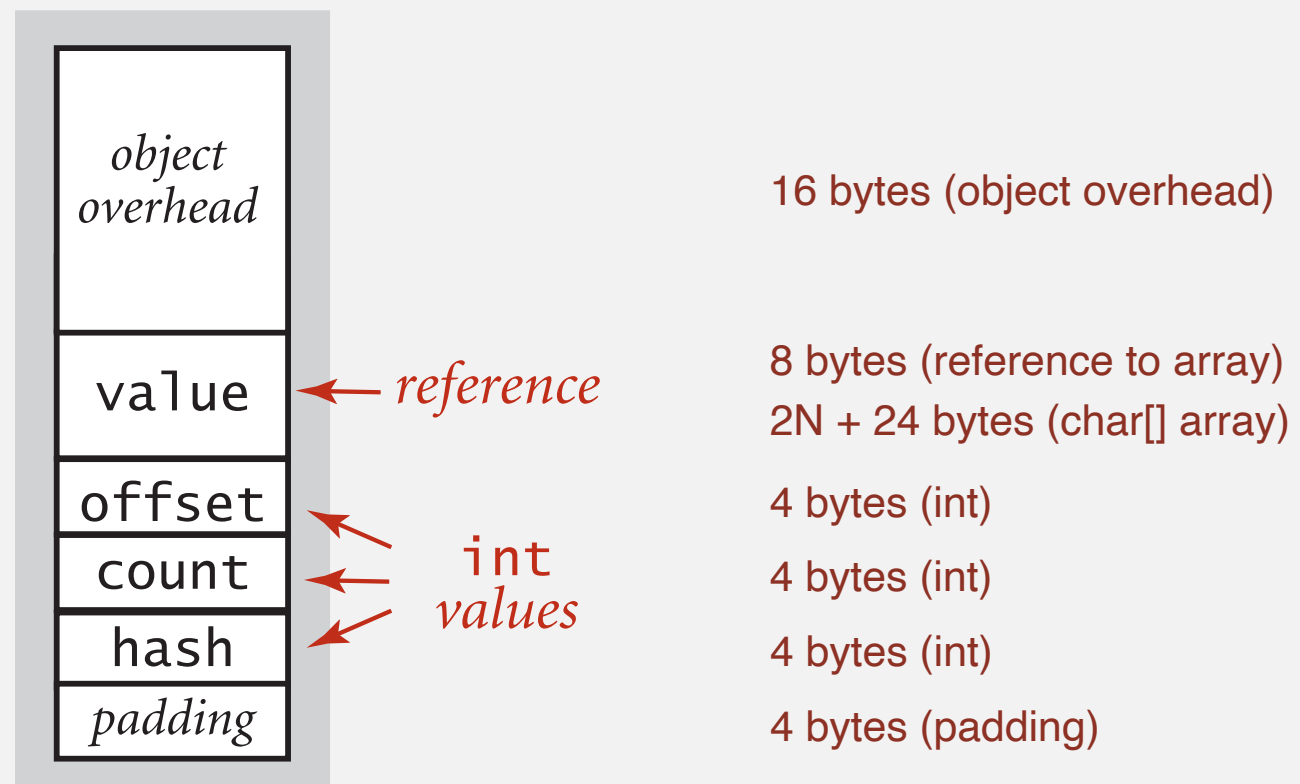 object
overhead
16 bytes (object overhead)
value
reference
8 bytes (reference to array)
2N + 24 bytes (char[] array)
offset
4 bytes (int)
count
int
values
4 bytes (int)
hash
4 bytes (int)
padding
4 bytes (padding)